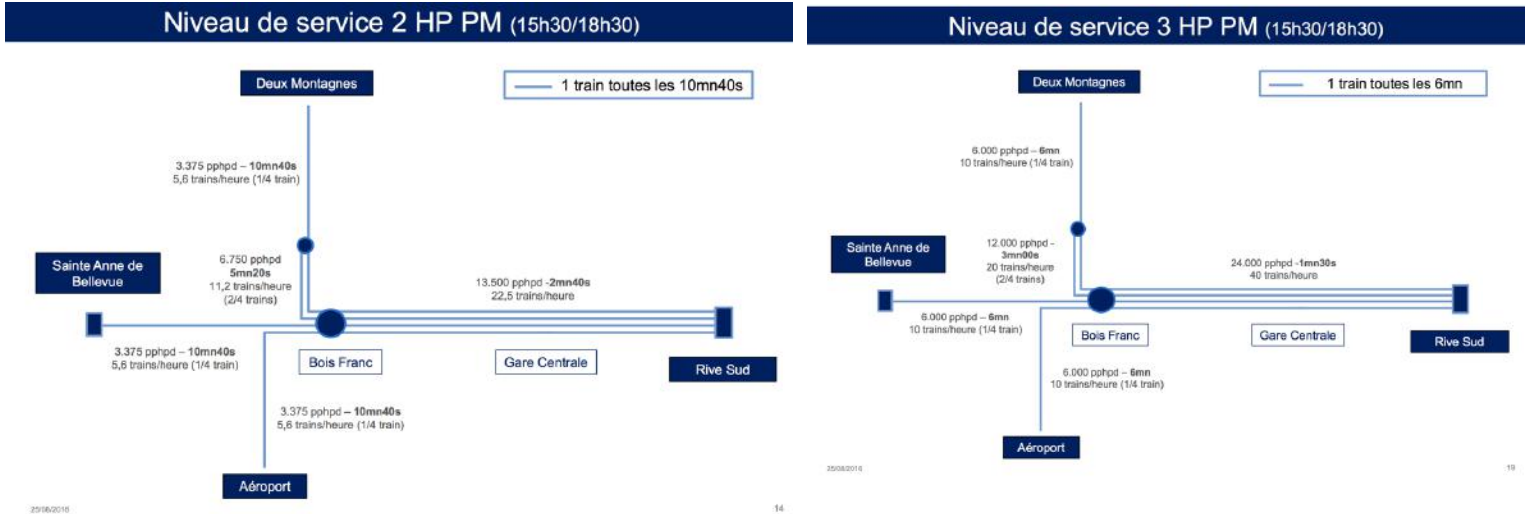 Niveau de service 2 HP PM (15h30/18h30)
Deux Montagnes
1 train toutes les 10mn40s
3.375 pphpd – 10mn40s
5,6 trains/heure (1/4 train)
Sainte Anne de
Bellevue
6.750 pphpd
5mn20s
11,2 trains/heure
(2/4 trains)
13.500 pphpd -2mn40s
22,5 trains/heure
3.375 pphpd – 10mn40s
5,6 trains/heure (1/4 train)
Bois Franc
Gare Centrale
Rive Sud
3.375 pphpd – 10mn40s
5,6 trains/heure (1/4 train)
Aéroport
25/08/2016
14
Niveau de service 3 HP PM (15h30/18h30)
Deux Montagnes
1 train toutes les 6mn
6.000 pphpd – 6mn
10 trains/heure (1/4 train)
Sainte Anne de
Bellevue
12.000 pphpd -
3mn00s
20 trains/heure
(2/4 trains)
24.000 pphpd -1mn30s
40 trains/heure
6.000 pphpd – 6mn
10 trains/heure (1/4 train)
Bois Franc
Gare Centrale
Rive Sud
6.000 pphpd – 6mn
10 trains/heure (1/4 train)
Aéroport
25/08/2016
19